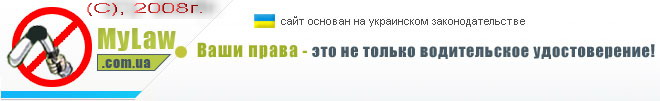 (C), 2008г.
сайт основан на украинском законодательстве
MyLaw
.com.ua
Ваши права - это не только водительское удостоверение!